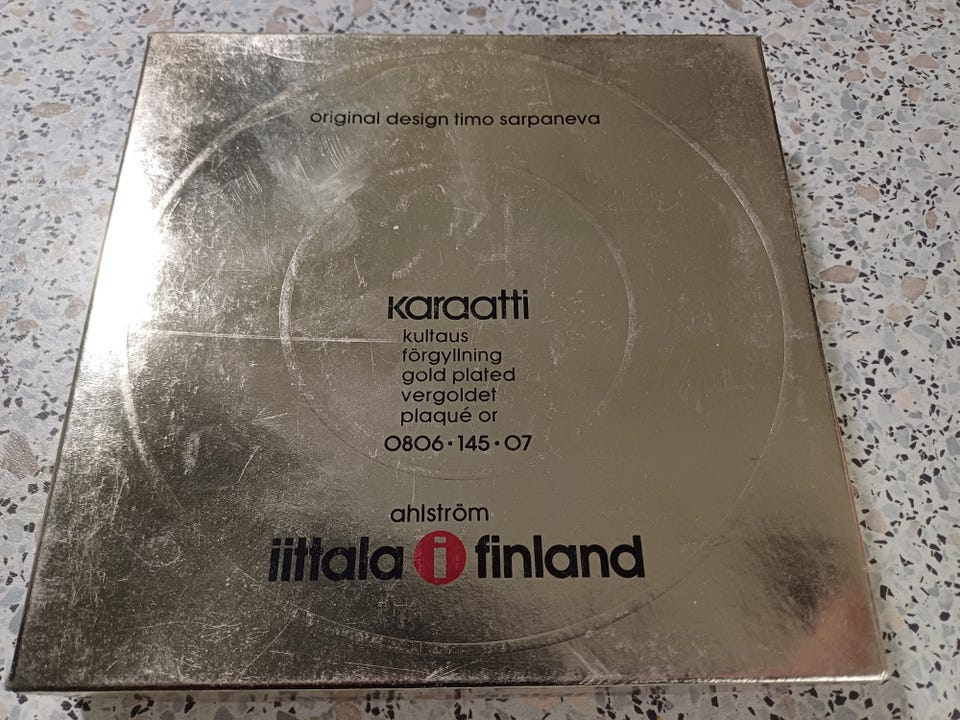 original design timo sarpaneva
karaatti
kultaus
förgyllning
gold plated
vergoldet
plaqué or
0806·145·07
ahlström
iittala i finland